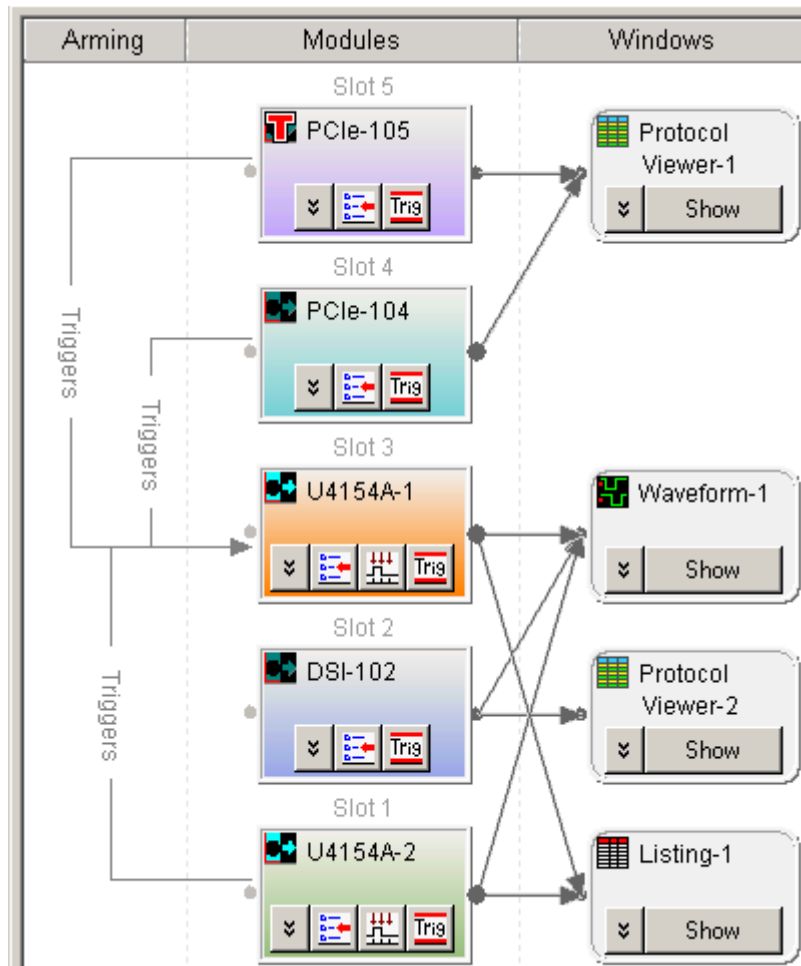 Arming
Modules
Windows
Slot 5
T
PCIe-105
Trig
Protocol
Viewer-1
Show
Slot 4
PCIe-104
Trig
Triggers
Triggers
Slot 3
U4154A-1
Trig
Waveform-1
Show
Slot 2
DSI-102
Trig
Protocol
Viewer-2
Show
Triggers
Slot 1
U4154A-2
Trig
Listing-1
Show